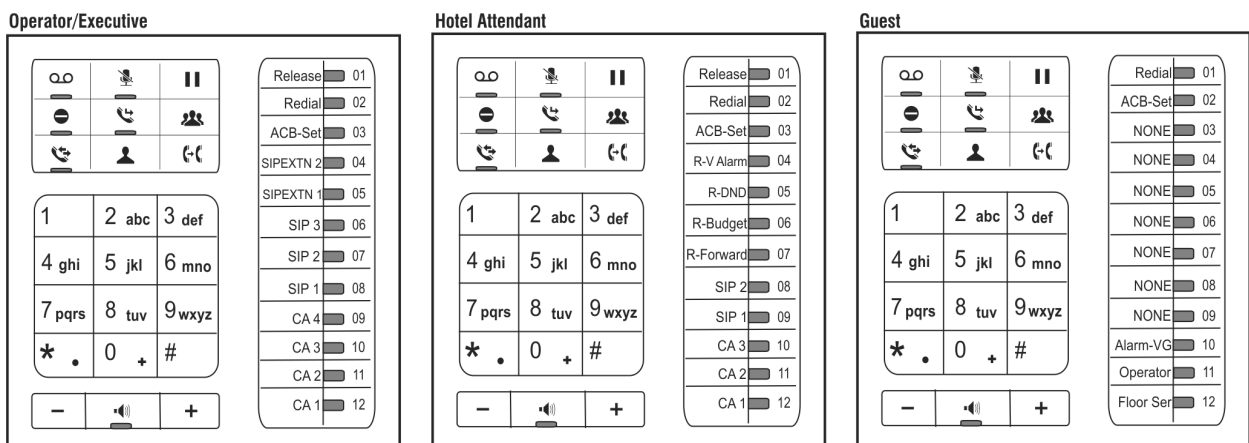 Operator/Executive
Release 01
Redial 02
ACB-Set 03
SIPEXTN 2 04
SIPEXTN 1 05
SIP 3 06
SIP 2 07
SIP 1 08
CA 4 09
CA 3 10
CA 2 11
CA 1 12
1 2 abc 3 def
4 ghi 5 jkl 6 mno
7 pqrs 8 tuv 9 wxyz
* . 0 + #
− +
Hotel Attendant
Release 01
Redial 02
ACB-Set 03
R-V Alarm 04
R-DND 05
R-Budget 06
R-Forward 07
SIP 2 08
SIP 1 09
CA 3 10
CA 2 11
CA 1 12
1 2 abc 3 def
4 ghi 5 jkl 6 mno
7 pqrs 8 tuv 9 wxyz
* . 0 + #
− +
Guest
Redial 01
ACB-Set 02
NONE 03
NONE 04
NONE 05
NONE 06
NONE 07
NONE 08
NONE 09
Alarm-VG 10
Operator 11
Floor Ser 12
1 2 abc 3 def
4 ghi 5 jkl 6 mno
7 pqrs 8 tuv 9 wxyz
* . 0 + #
− +